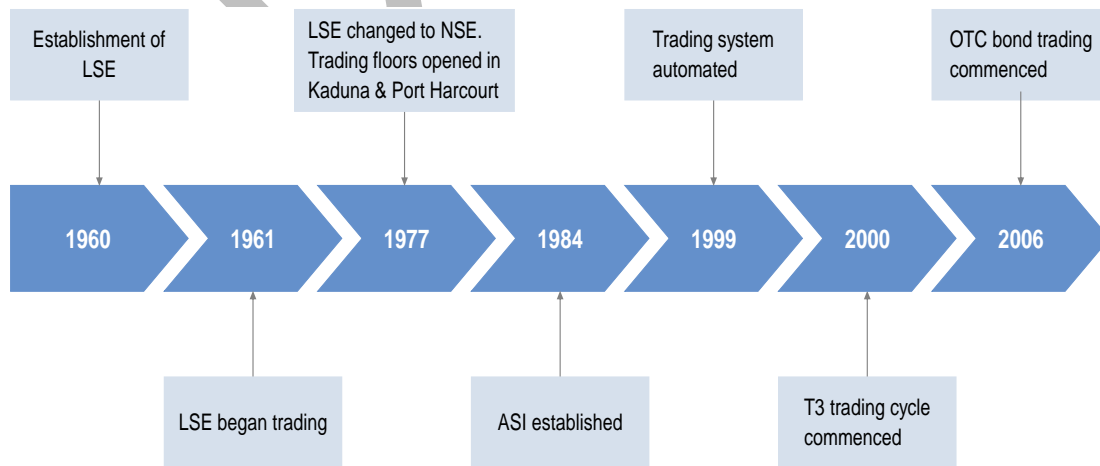 Establishment of
LSE
LSE changed to NSE.
Trading floors opened in
Kaduna & Port Harcourt
Trading system
automated
OTC bond trading
commenced
1960
1961
1977
1984
1999
2000
2006
LSE began trading
ASI established
T3 trading cycle
commenced